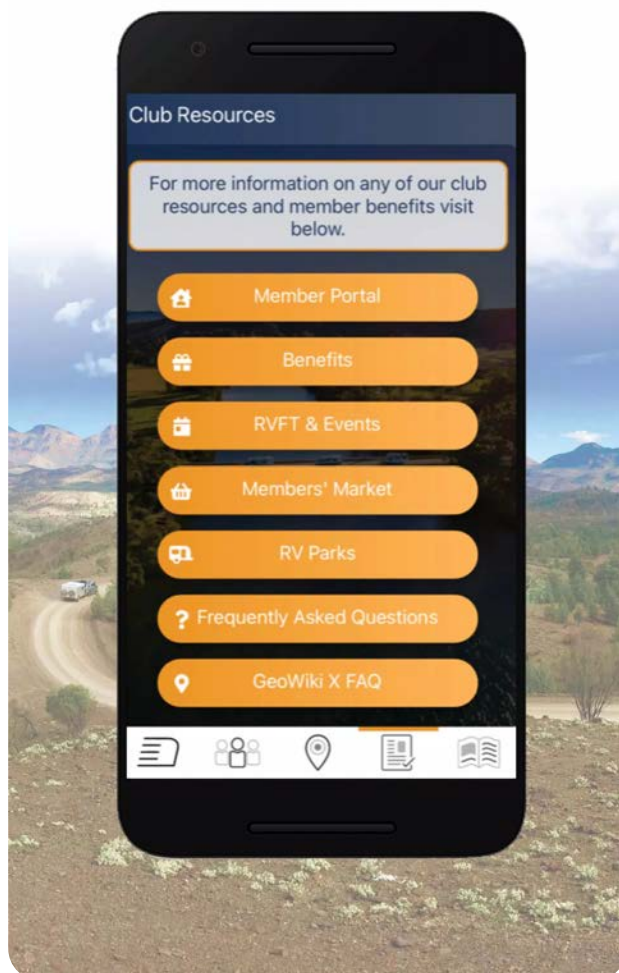 Club Resources
For more information on any of our club
resources and member benefits visit
below.
Member Portal
Benefits
RVFT & Events
Members' Market
RV Parks
Frequently Asked Questions
GeoWiki X FAQ